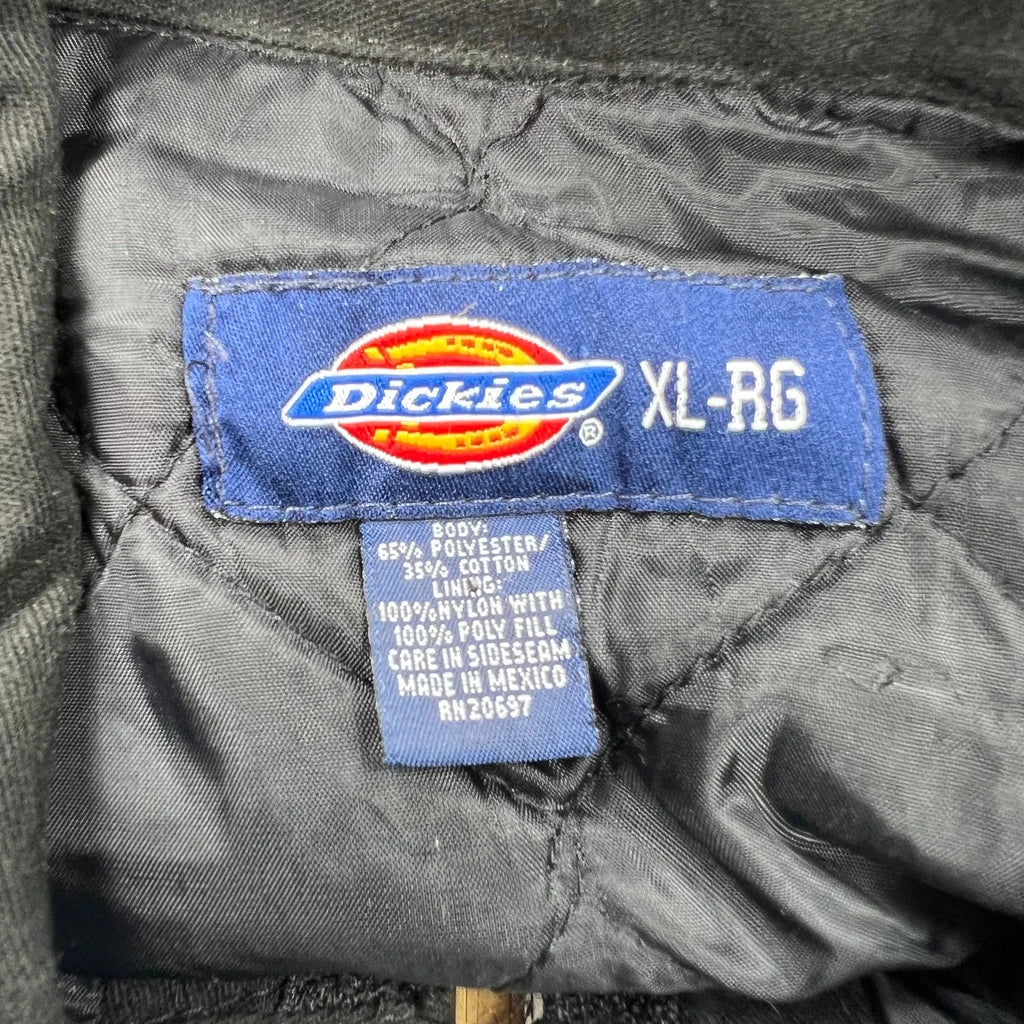 Dickies® XL-RG
BODY:
65% POLYESTER/
35% COTTON
LINING:
100% NYLON WITH
100% POLY FILL
CARE IN SIDESEAM
MADE IN MEXICO
RN20697